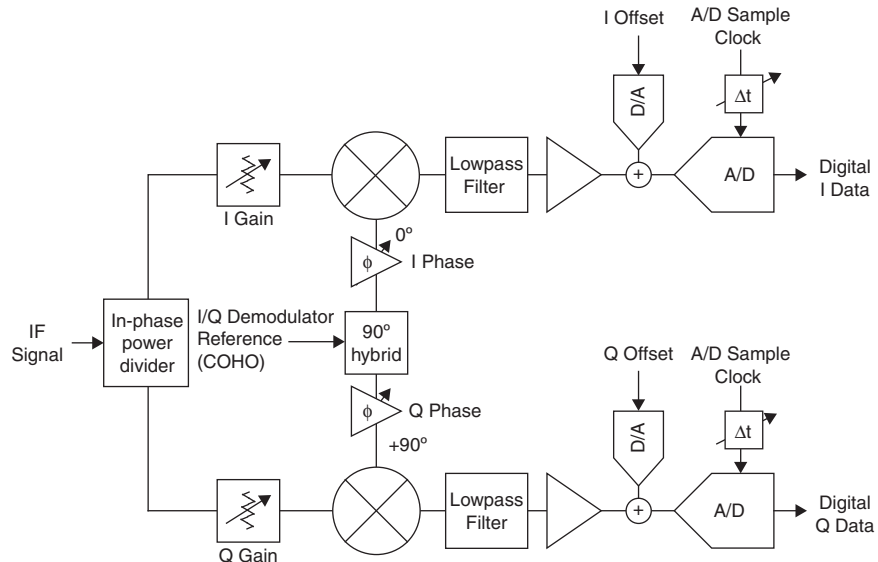 I Offset
A/D Sample
Clock
D/A
Δt
Lowpass
Filter
+
A/D
Digital
I Data
I Gain
0º
ϕ
I Phase
IF
Signal
In-phase
power
divider
I/Q Demodulator
Reference
(COHO)
90º
hybrid
Q Offset
A/D Sample
Clock
ϕ
Q Phase
D/A
Δt
+90º
Lowpass
Filter
+
A/D
Digital
Q Data
Q Gain